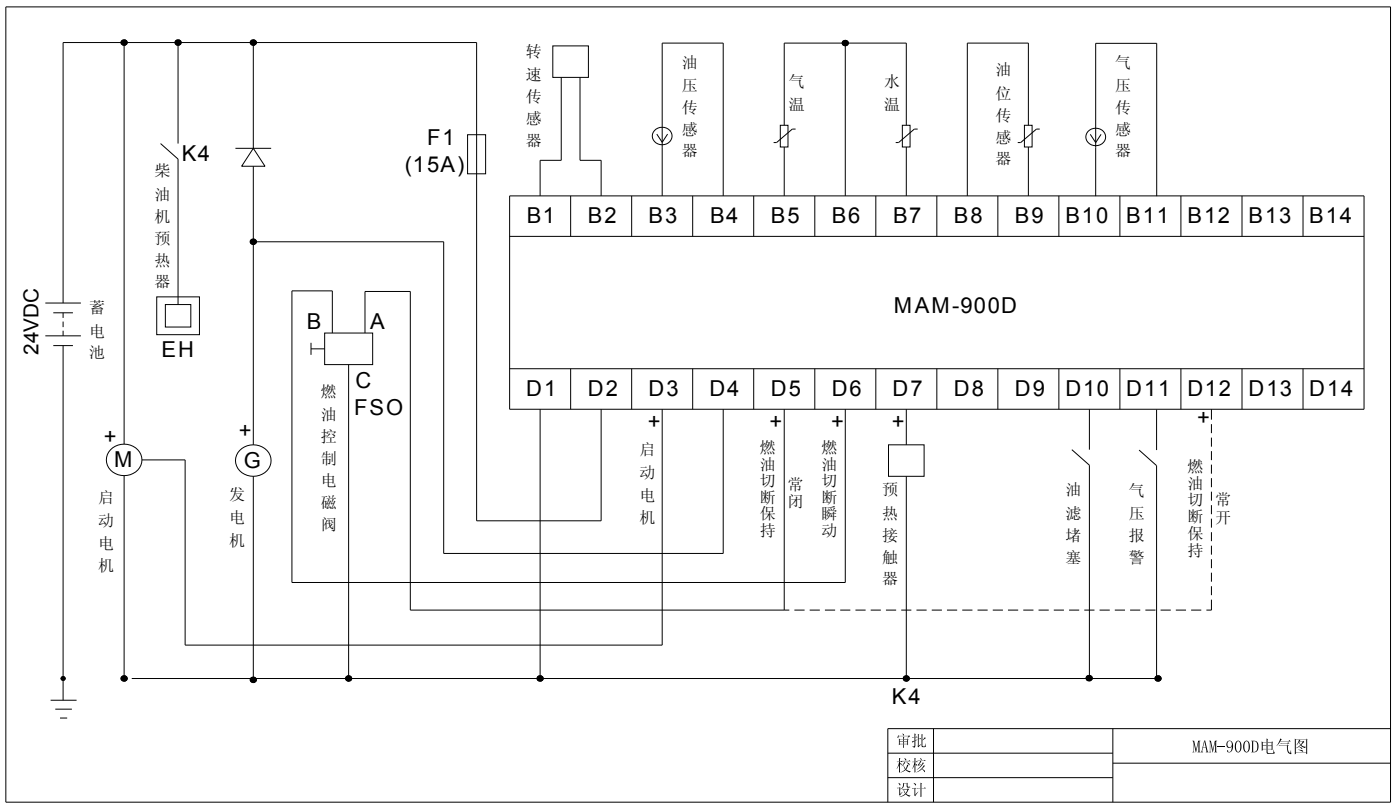 24VDC
蓄电池
K4
柴油机预热器
EH
F1
(15A)
转速传感器
油压传感器
气温
水温
油位传感器
气压传感器
B1 B2 B3 B4 B5 B6 B7 B8 B9 B10 B11 B12 B13 B14
MAM-900D
D1 D2 D3 D4 D5 D6 D7 D8 D9 D10 D11 D12 D13 D14
B A
C
FSO
燃油控制电磁阀
+
M
启动电机
+
G
发电机
+
启动电机
+
燃油切断保持
常闭
+
燃油切断瞬动
+
预热接触器
K4
油滤堵塞
气压报警
+
燃油切断保持
常开
审批
校核
设计
MAM-900D电气图